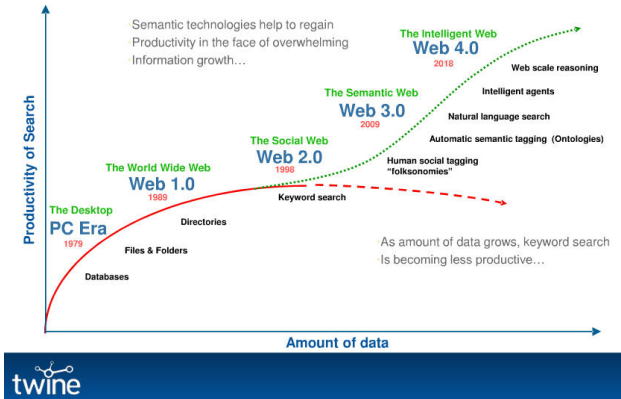 Semantic technologies help to regain
Productivity in the face of overwhelming
Information growth…
The Intelligent Web
Web 4.0
2018
Web scale reasoning
Intelligent agents
The Semantic Web
Web 3.0
2009
Natural language search
Automatic semantic tagging (Ontologies)
The Social Web
Web 2.0
1998
Human social tagging
"folksonomies"
The World Wide Web
Web 1.0
1989
Keyword search
The Desktop
PC Era
1979
Directories
Files & Folders
Databases
As amount of data grows, keyword search
Is becoming less productive…
Productivity of Search
Amount of data
twine